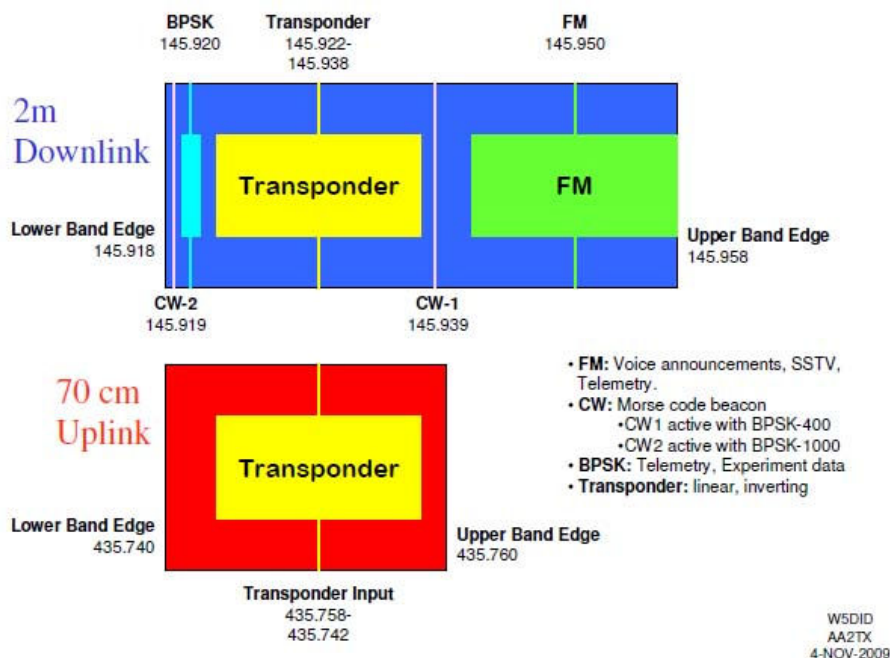 BPSK
145.920
Transponder
145.922-
145.938
FM
145.950
2m
Downlink
Transponder
FM
Lower Band Edge
145.918
Upper Band Edge
145.958
CW-2
145.919
CW-1
145.939
70 cm
Uplink
Transponder
Lower Band Edge
435.740
Upper Band Edge
435.760
Transponder Input
435.758-
435.742
• FM: Voice announcements, SSTV,
Telemetry.
• CW: Morse code beacon
•CW1 active with BPSK-400
•CW2 active with BPSK-1000
• BPSK: Telemetry, Experiment data
• Transponder: linear, inverting
W5DID
AA2TX
4-NOV-2009